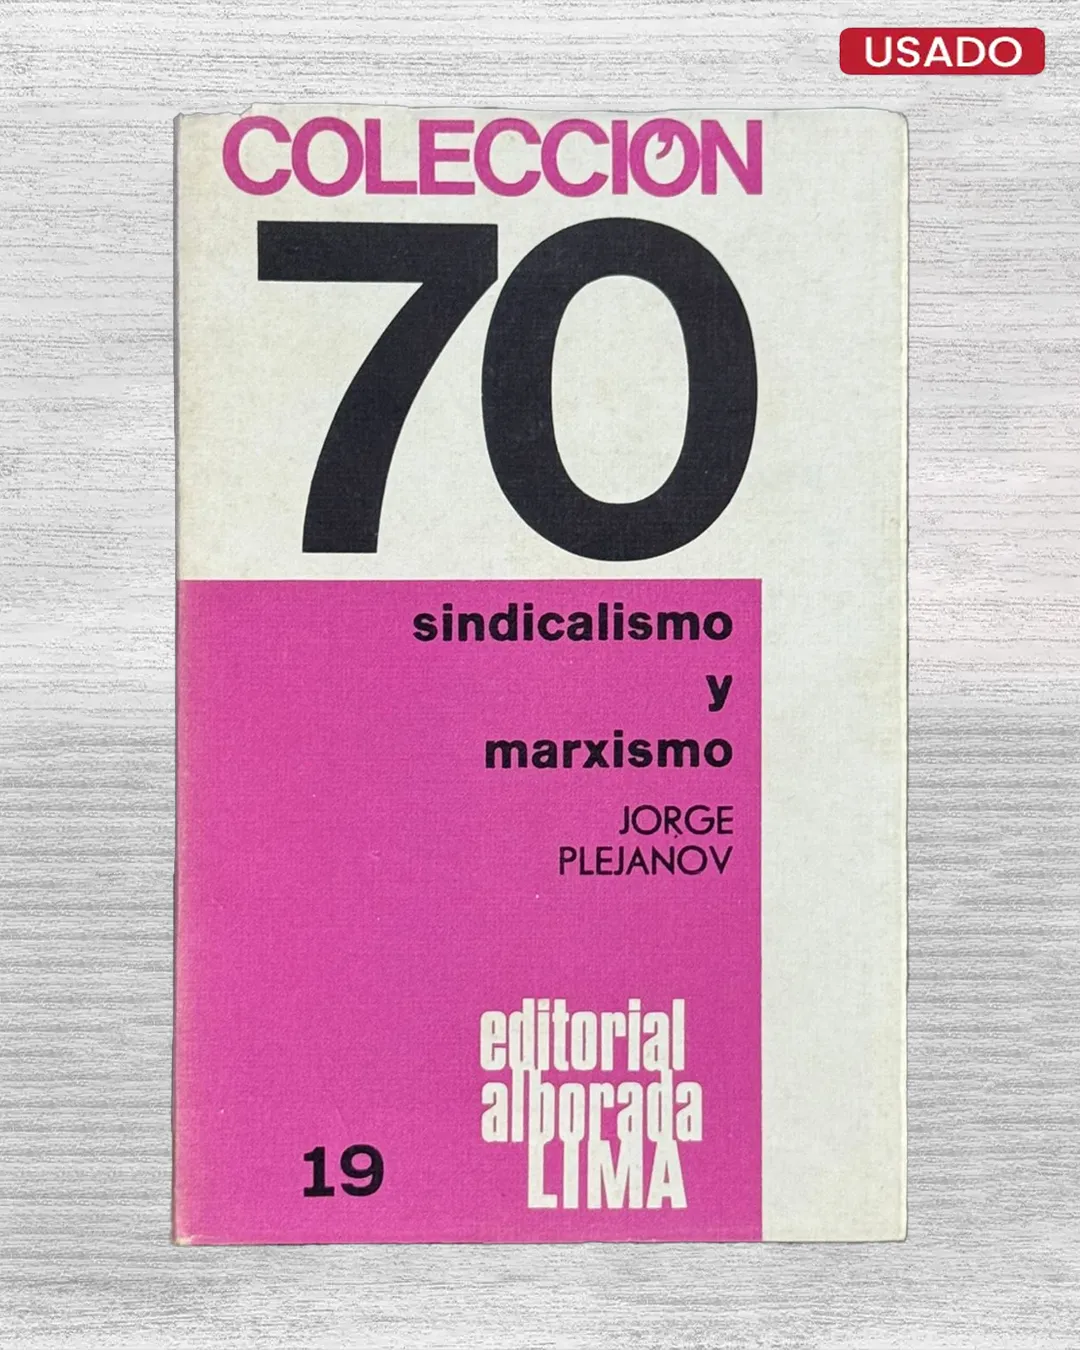 USADO
COLECCIÓN
70
sindicalismo
y
marxismo
JORGE
PLEJANOV
editorial
alborada
LIMA
19